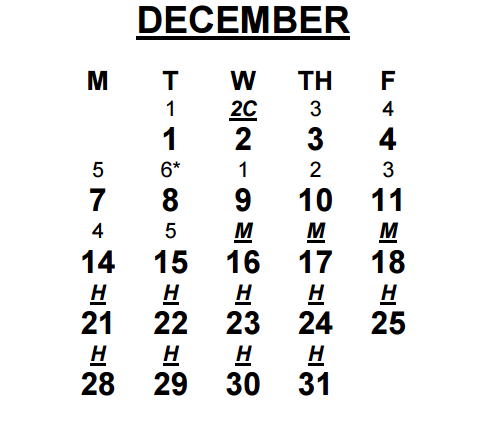 DECEMBER
M T W TH F
1 2C 3 4
1 2 3 4
5 6* 1 2 3
7 8 9 10 11
4 5 M M M
14 15 16 17 18
H H H H H
21 22 23 24 25
H H H H
28 29 30 31